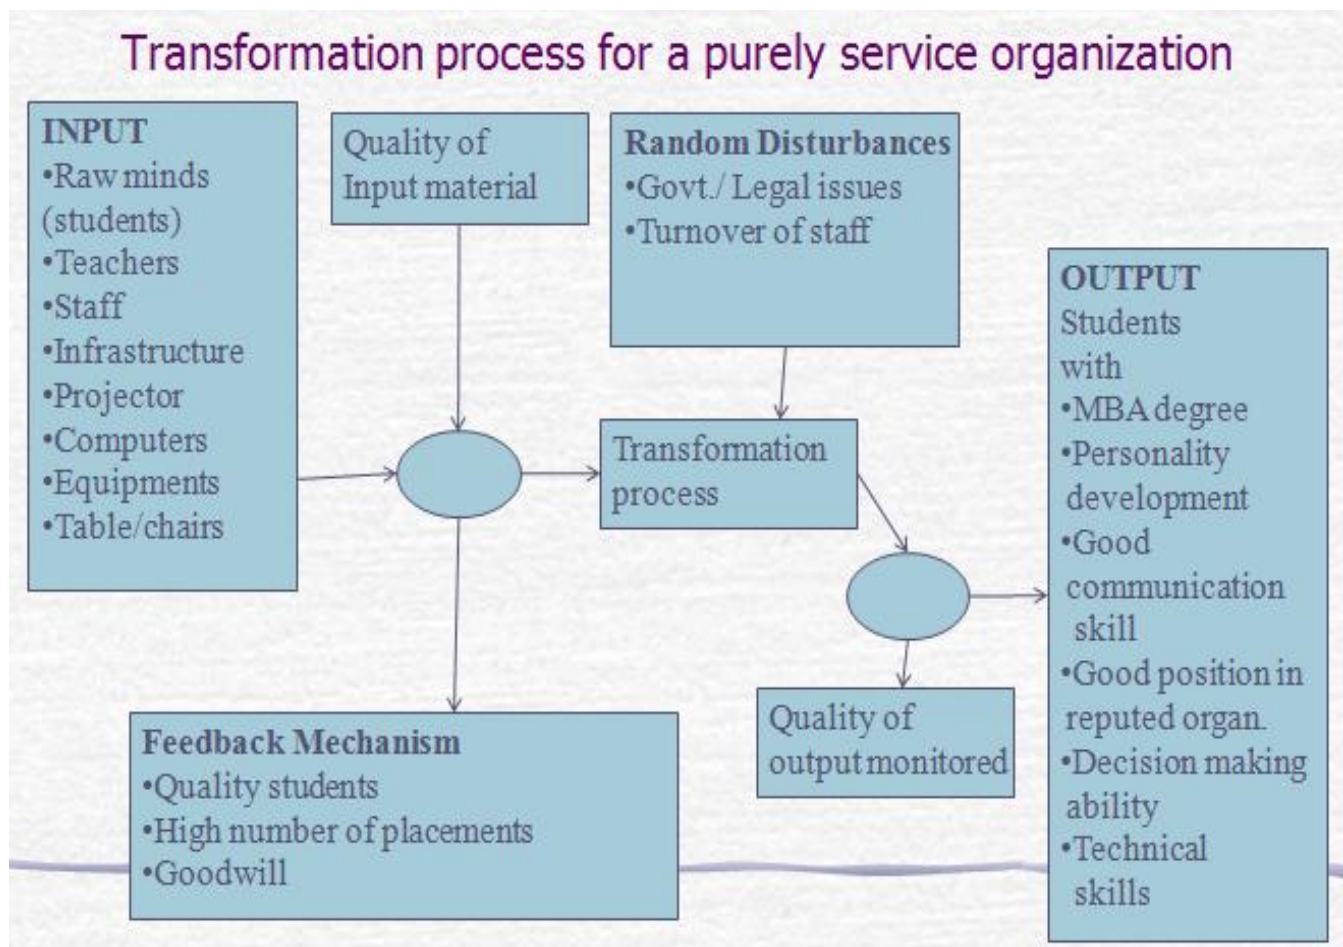 Transformation process for a purely service organization
INPUT
•Raw minds
(students)
•Teachers
•Staff
•Infrastructure
•Projector
•Computers
•Equipments
•Table/chairs
Quality of
Input material
Random Disturbances
•Govt./ Legal issues
•Turnover of staff
Transformation
process
Feedback Mechanism
•Quality students
•High number of placements
•Goodwill
Quality of
output monitored
OUTPUT
Students
with
•MBA degree
•Personality
development
•Good
communication
skill
•Good position in
reputed organ.
•Decision making
ability
•Technical
skills